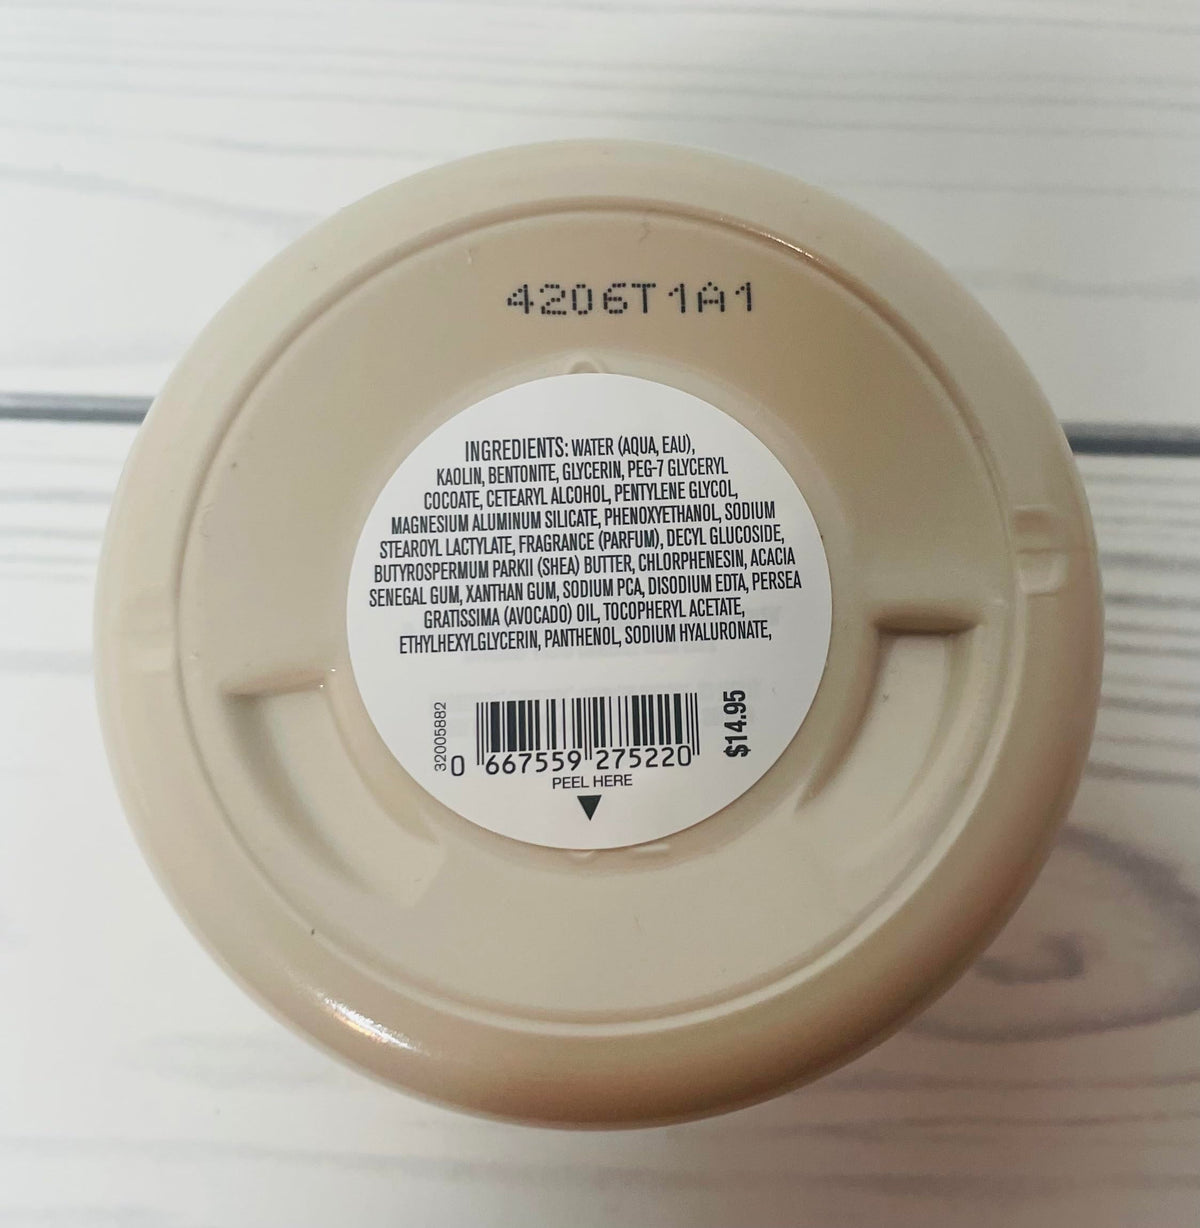 4206T1A1
INGREDIENTS: WATER (AQUA, EAU),
KAOLIN, BENTONITE, GLYCERIN, PEG-7 GLYCERYL
COCOATE, CETEARYL ALCOHOL, PENTYLENE GLYCOL,
MAGNESIUM ALUMINUM SILICATE, PHENOXYETHANOL, SODIUM
STEAROYL LACTYLATE, FRAGRANCE (PARFUM), DECYL GLUCOSIDE,
BUTYROSPERMUM PARKII (SHEA) BUTTER, CHLORPHENESIN, ACACIA
SENEGAL GUM, XANTHAN GUM, SODIUM PCA, DISODIUM EDTA, PERSEA
GRATISSIMA (AVOCADO) OIL, TOCOPHERYL ACETATE,
ETHYLHEXYLGLYCERIN, PANTHENOL, SODIUM HYALURONATE,
32005882
0 667559 275220
$14.95
PEEL HERE